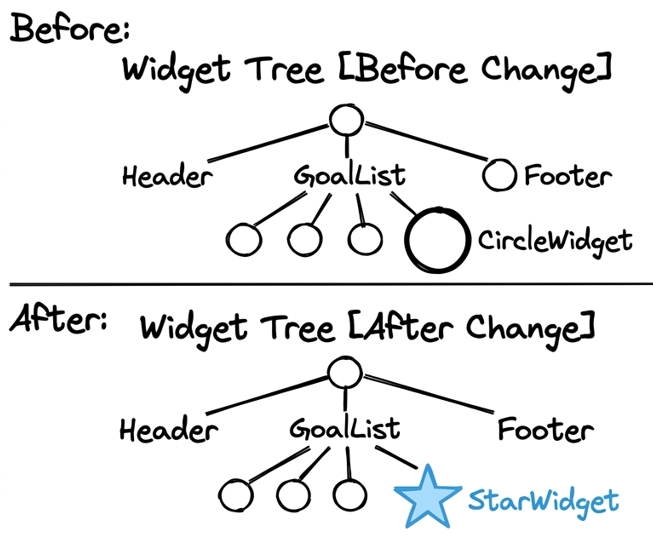 Before:
Widget Tree [Before Change]
Header GoalList Footer
CircleWidget
After: Widget Tree [After Change]
Header GoalList Footer
StarWidget